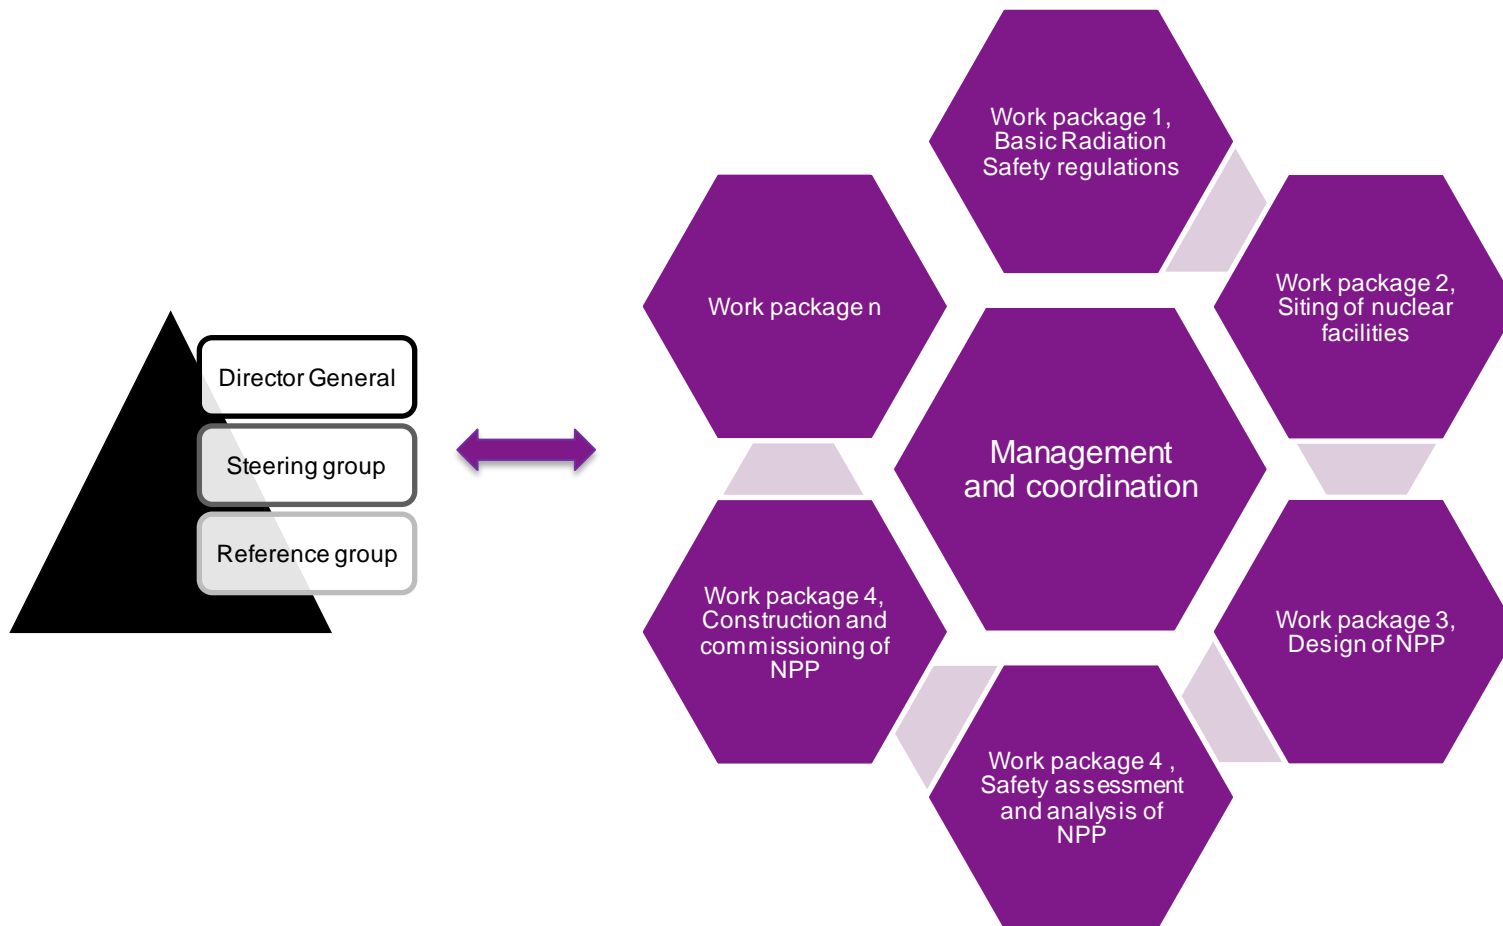 Director General
Steering group
Reference group
Work package 1,
Basic Radiation
Safety regulations
Work package 2,
Siting of nuclear
facilities
Work package 3,
Design of NPP
Work package 4 ,
Safety assessment
and analysis of
NPP
Work package 4,
Construction and
commissioning of
NPP
Work package n
Management
and coordination